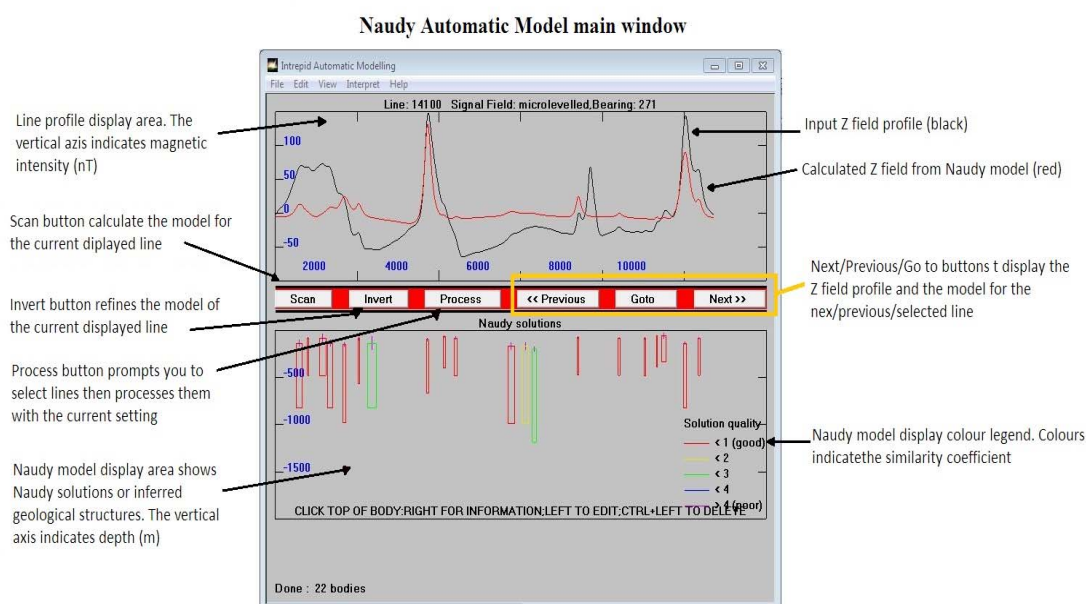 Naudy Automatic Model main window
Intrepid Automatic Modelling
File Edit View Interpret Help
Line: 14100 Signal Field: microlevelled,Bearing: 271
100
50
0
-50
2000 4000 6000 8000 10000
Scan Invert Process << Previous Goto Next >>
Naudy solutions
-500
-1000
-1500
Solution quality
< 1 (good)
< 2
< 3
< 4
> 4 (poor)
CLICK TOP OF BODY:RIGHT FOR INFORMATION;LEFT TO EDIT;CTRL+LEFT TO DELETE
Done : 22 bodies
Line profile display area. The
vertical azis indicates magnetic
intensity (nT)
Scan button calculate the model for
the current diplayed line
Invert button refines the model of
the current displayed line
Process button prompts you to
select lines then processes them
with the current setting
Naudy model display area shows
Naudy solutions or inferred
geological structures. The vertical
axis indicates depth (m)
Input Z field profile (black)
Calculated Z field from Naudy model (red)
Next/Previous/Go to buttons t display the
Z field profile and the model for the
nex/previous/selected line
Naudy model display colour legend. Colours
indicatethe similarity coefficient